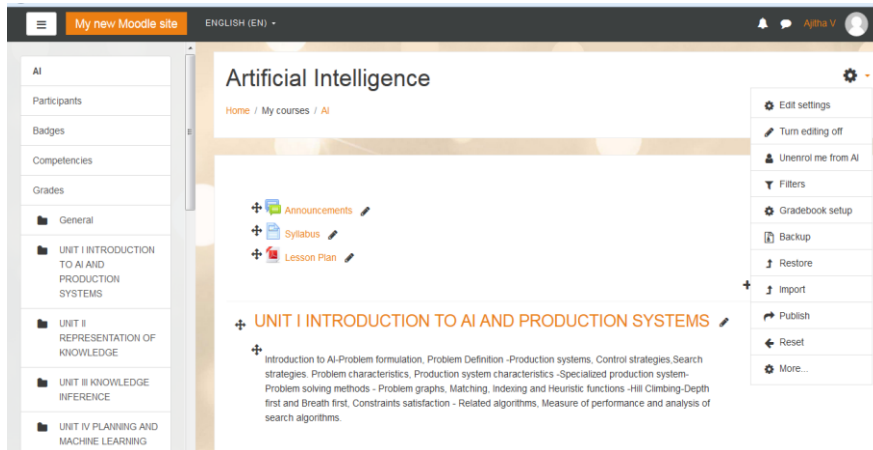 My new Moodle site
ENGLISH (EN)
Ajitha V
AI
Participants
Badges
Competencies
Grades
General
UNIT I INTRODUCTION
TO AI AND
PRODUCTION
SYSTEMS
UNIT II
REPRESENTATION OF
KNOWLEDGE
UNIT III KNOWLEDGE
INFERENCE
UNIT IV PLANNING AND
MACHINE LEARNING
Artificial Intelligence
Home / My courses / AI
Announcements
Syllabus
Lesson Plan
UNIT I INTRODUCTION TO AI AND PRODUCTION SYSTEMS
Introduction to AI-Problem formulation, Problem Definition -Production systems, Control strategies,Search
strategies. Problem characteristics, Production system characteristics -Specialized production system-
Problem solving methods - Problem graphs, Matching, Indexing and Heuristic functions -Hill Climbing-Depth
first and Breath first, Constraints satisfaction - Related algorithms, Measure of performance and analysis of
search algorithms.
Edit settings
Turn editing off
Unenrol me from AI
Filters
Gradebook setup
Backup
Restore
Import
Publish
Reset
More...